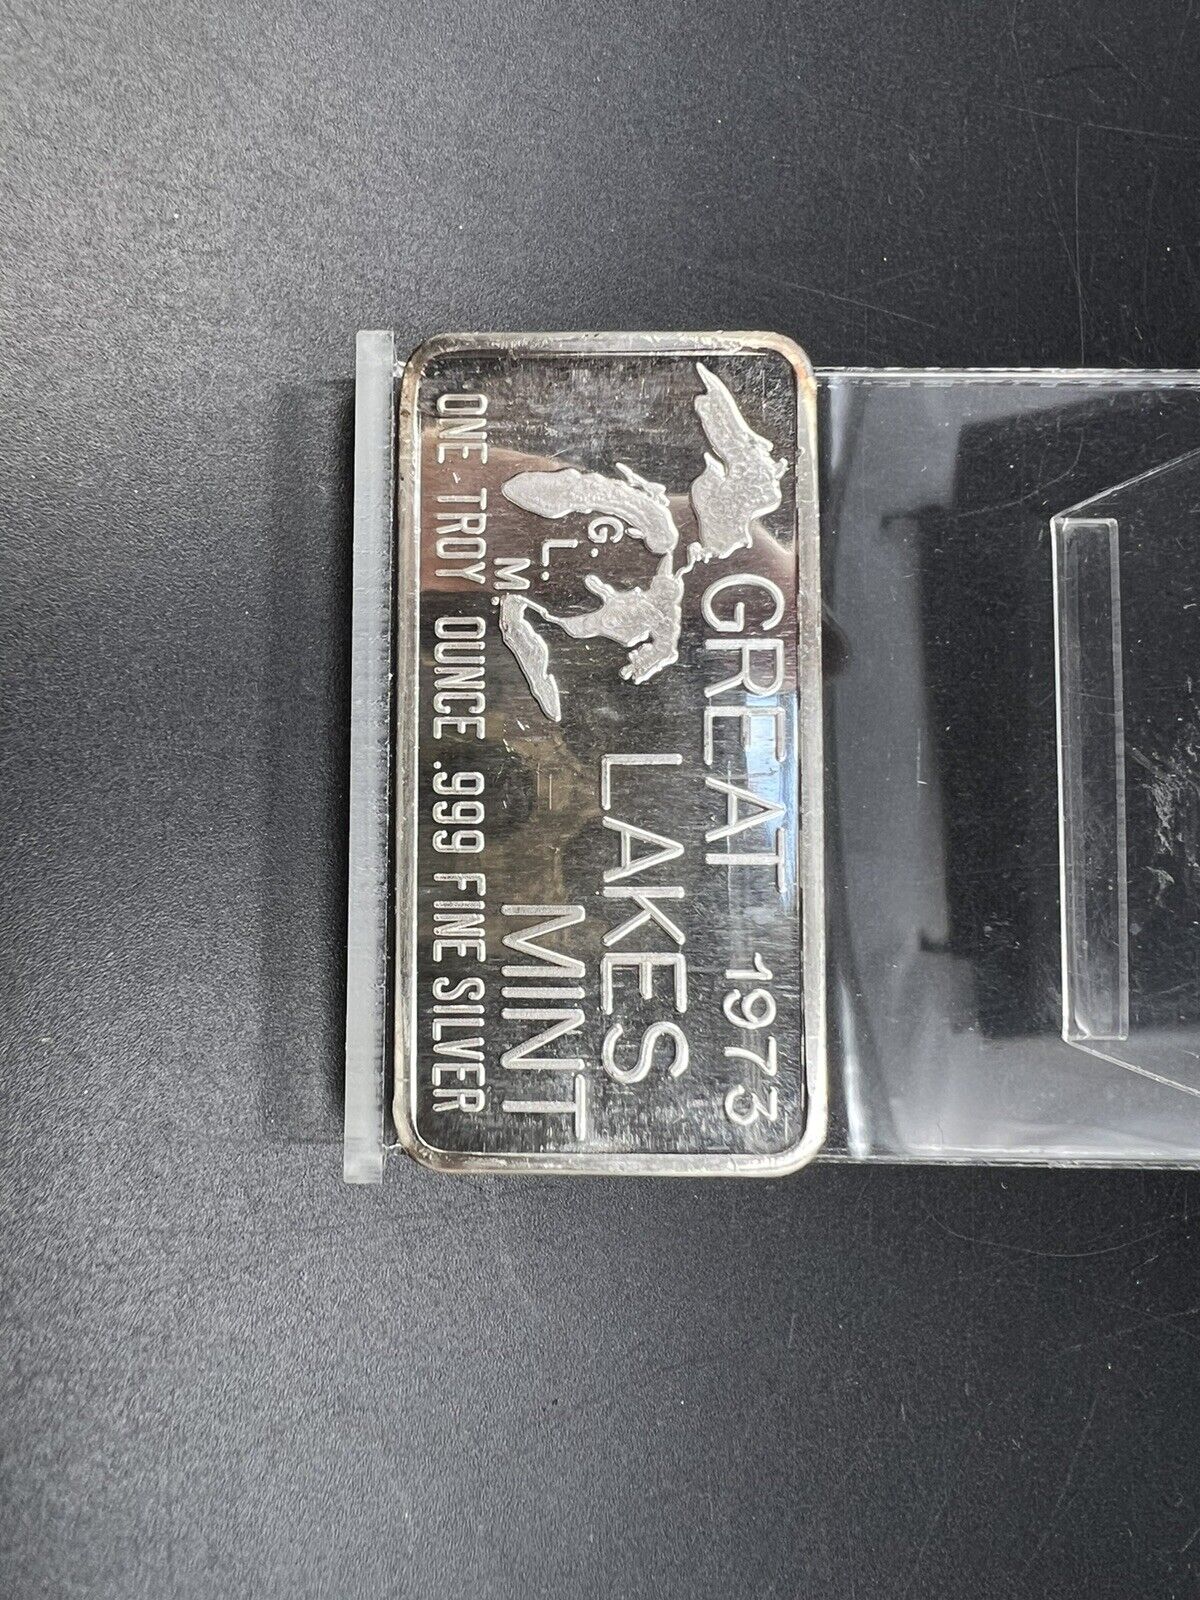 1973
GREAT
LAKES
MINT
G.
L.
M.
ONE TROY OUNCE .999 FINE SILVER